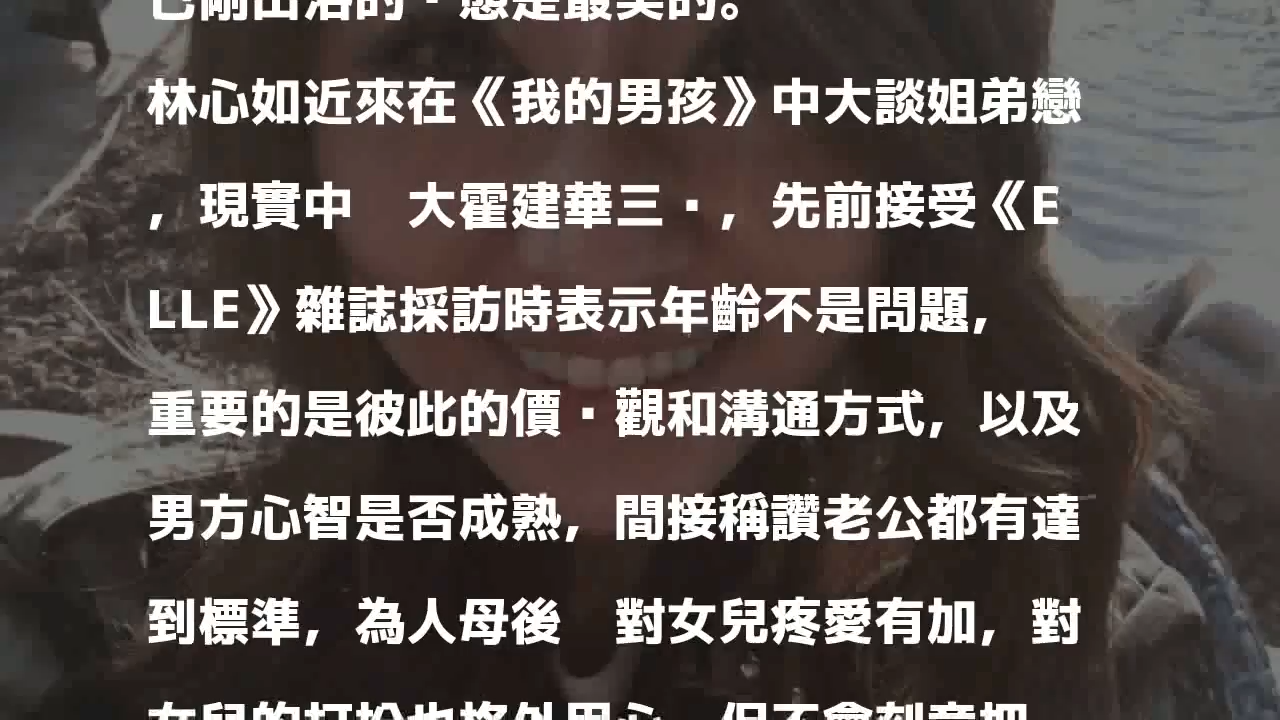 林心如近來在《我的男孩》中大談姐弟戀
，現實中　大霍建華三·，先前接受《E
LLE》雜誌採訪時表示年齡不是問題，
重要的是彼此的價·觀和溝通方式，以及
男方心智是否成熟，間接稱讚老公都有達
到標準，為人母後　對女兒疼愛有加，對